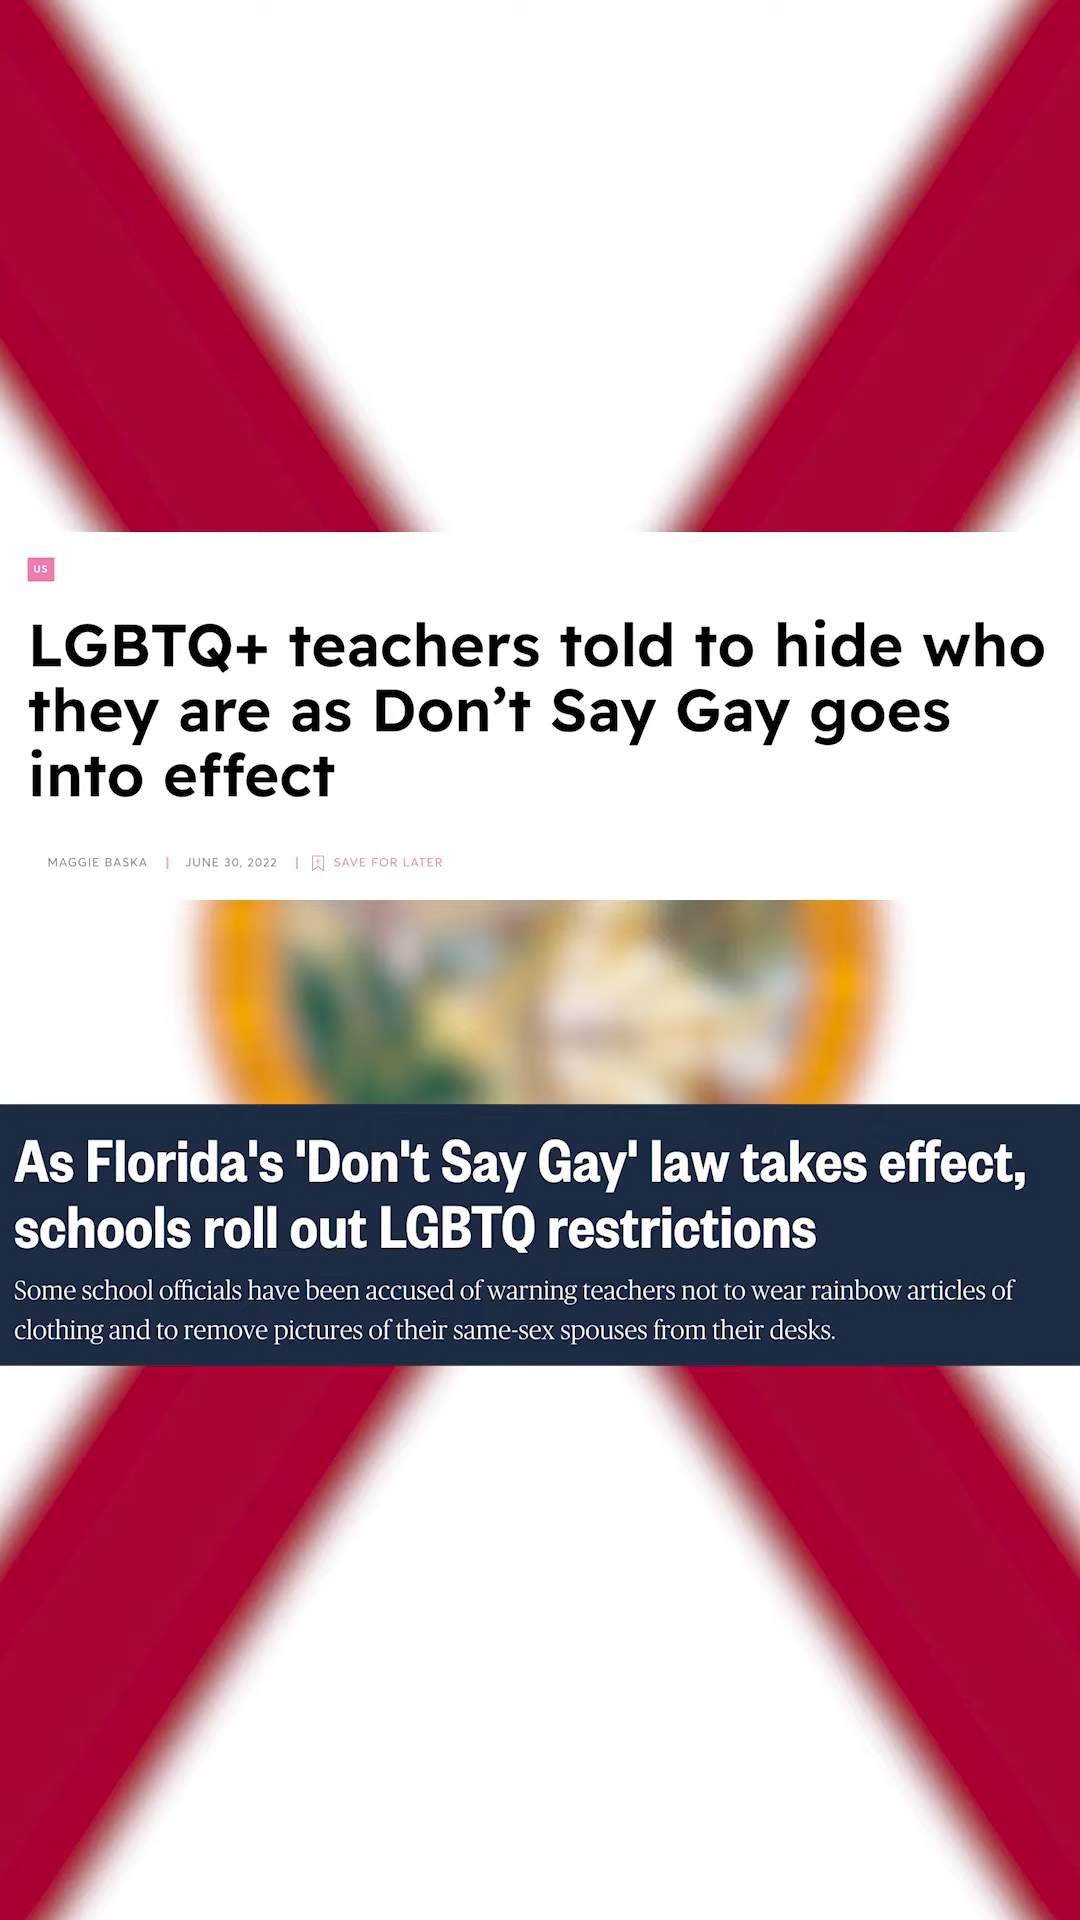 US
LGBTQ+ teachers told to hide who
they are as Don’t Say Gay goes
into effect
MAGGIE BASKA | JUNE 30, 2022 | SAVE FOR LATER
As Florida's 'Don't Say Gay' law takes effect,
schools roll out LGBTQ restrictions
Some school officials have been accused of warning teachers not to wear rainbow articles of
clothing and to remove pictures of their same-sex spouses from their desks.